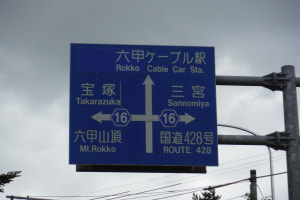 六甲ケーブル駅
Rokko Cable Car Sta.
宝塚
Takarazuka
三宮
Sannomiya
16
16
六甲山頂
Mt.Rokko
国道428号
ROUTE 428